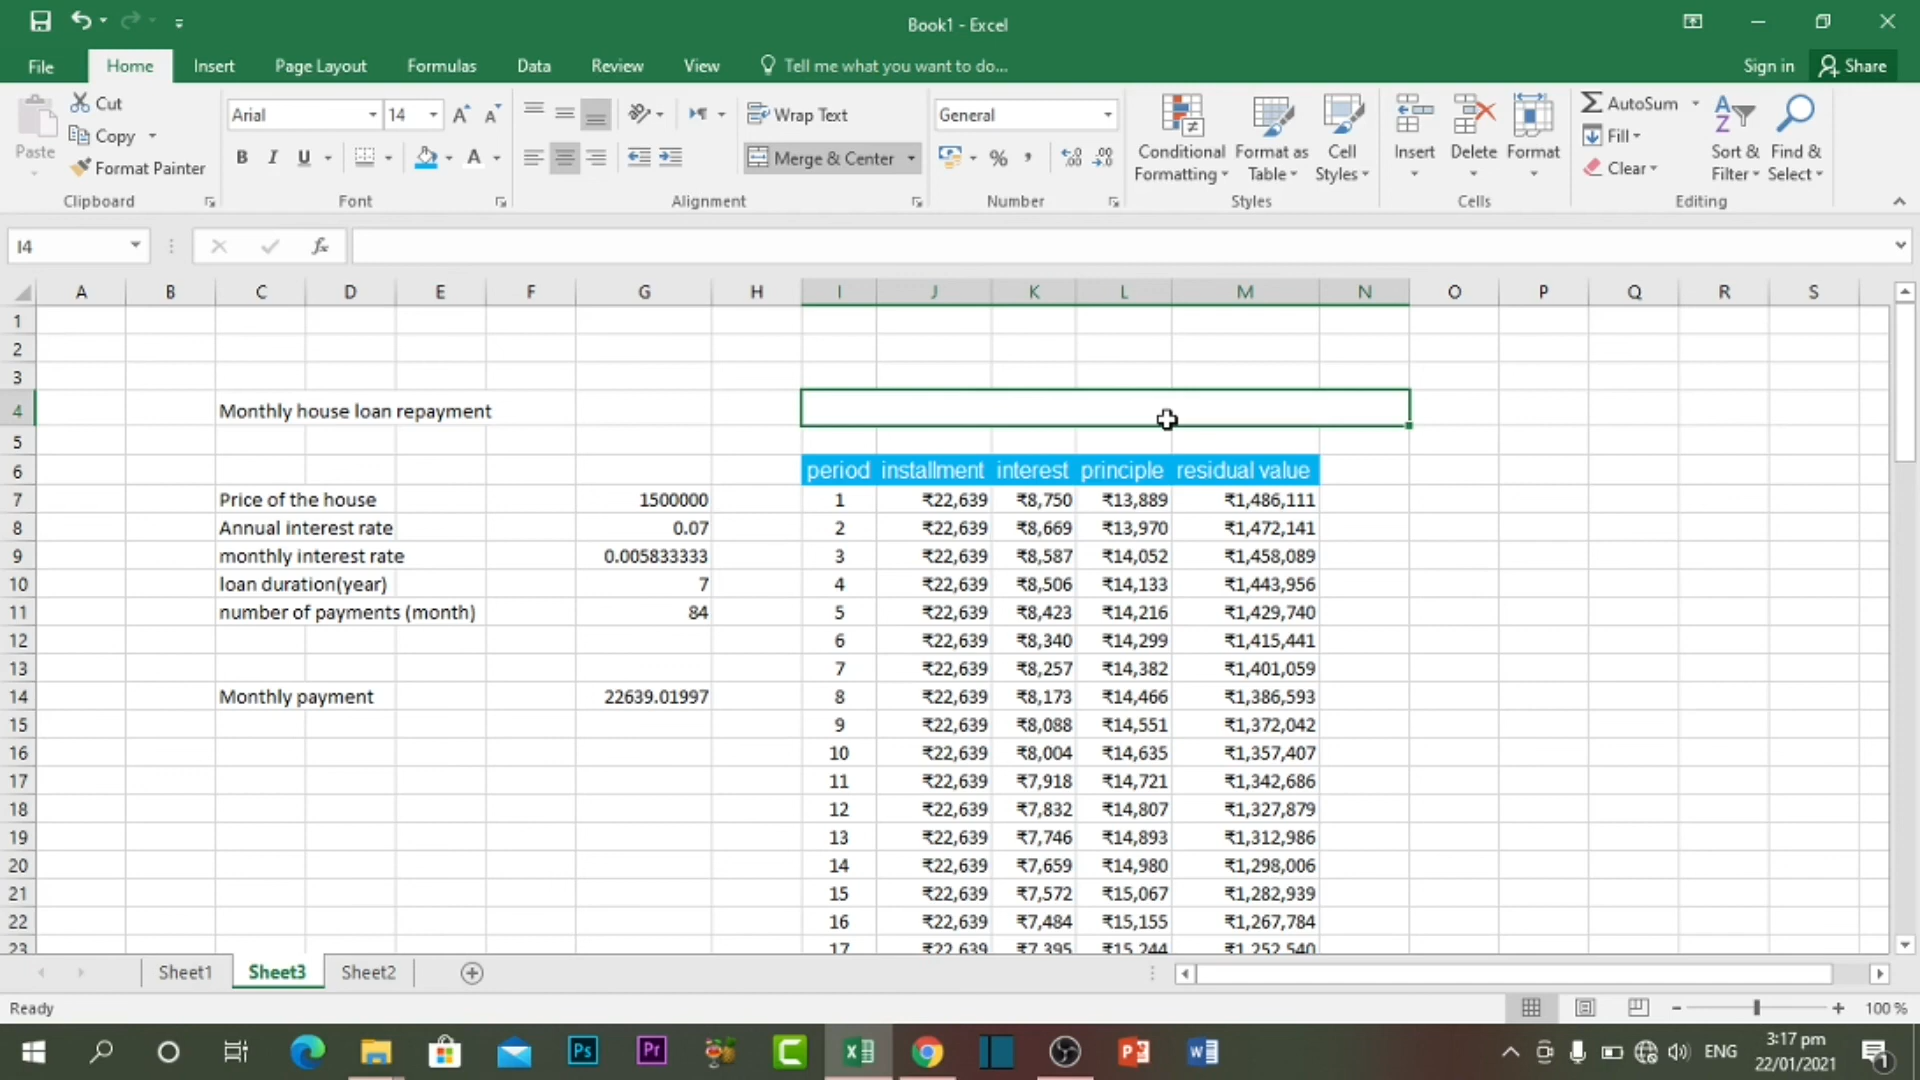 Book1 - Excel
File Home Insert Page Layout Formulas Data Review View Tell me what you want to do... Sign in Share
Paste Cut Copy Format Painter
Clipboard
Arial 14
B I U A
Font
Wrap Text
Merge & Center
Alignment
General
%
Number
Conditional Formatting Format as Table Cell Styles
Styles
Insert Delete Format
Cells
AutoSum
Fill
Clear
Sort & Filter Find & Select
Editing
I4 fx
A B C D E F G H I J K L M N O P Q R S
1
2
3
4 Monthly house loan repayment
5
6 period installment interest principle residual value
7 Price of the house 1500000 1 ₹22,639 ₹8,750 ₹13,889 ₹1,486,111
8 Annual interest rate 0.07 2 ₹22,639 ₹8,669 ₹13,970 ₹1,472,141
9 monthly interest rate 0.005833333 3 ₹22,639 ₹8,587 ₹14,052 ₹1,458,089
10 loan duration(year) 7 4 ₹22,639 ₹8,506 ₹14,133 ₹1,443,956
11 number of payments (month) 84 5 ₹22,639 ₹8,423 ₹14,216 ₹1,429,740
12 6 ₹22,639 ₹8,340 ₹14,299 ₹1,415,441
13 7 ₹22,639 ₹8,257 ₹14,382 ₹1,401,059
14 Monthly payment 22639.01997 8 ₹22,639 ₹8,173 ₹14,466 ₹1,386,593
15 9 ₹22,639 ₹8,088 ₹14,551 ₹1,372,042
16 10 ₹22,639 ₹8,004 ₹14,635 ₹1,357,407
17 11 ₹22,639 ₹7,918 ₹14,721 ₹1,342,686
18 12 ₹22,639 ₹7,832 ₹14,807 ₹1,327,879
19 13 ₹22,639 ₹7,746 ₹14,893 ₹1,312,986
20 14 ₹22,639 ₹7,659 ₹14,980 ₹1,298,006
21 15 ₹22,639 ₹7,572 ₹15,067 ₹1,282,939
22 16 ₹22,639 ₹7,484 ₹15,155 ₹1,267,784
23 17 ₹22,639 ₹7,395 ₹15,244 ₹1,252,540
Sheet1 Sheet3 Sheet2
Ready 100 %
Ps Pr ENG 3:17 pm
22/01/2021 1